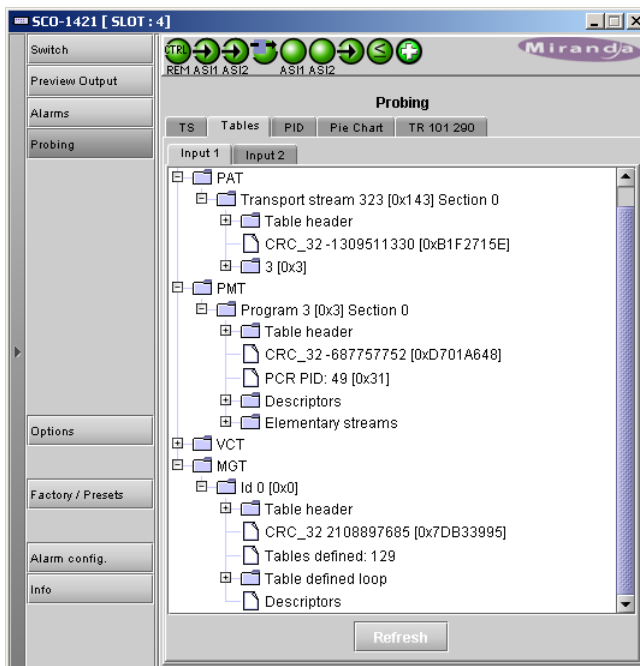 SCO-1421 [ SLOT : 4]
Switch
Preview Output
Alarms
Probing
Options
Factory / Presets
Alarm config.
Info
CTRL
REM ASI1 ASI2 ASI1 ASI2
Miranda
Probing
TS Tables PID Pie Chart TR 101 290
Input 1 Input 2
PAT
Transport stream 323 [0x143] Section 0
Table header
CRC_32 -1309511330 [0xB1F2715E]
3 [0x3]
PMT
Program 3 [0x3] Section 0
Table header
CRC_32 -687757752 [0xD701A648]
PCR PID: 49 [0x31]
Descriptors
Elementary streams
VCT
MGT
Id 0 [0x0]
Table header
CRC_32 2108897685 [0x7DB33995]
Tables defined: 129
Table defined loop
Descriptors
Refresh